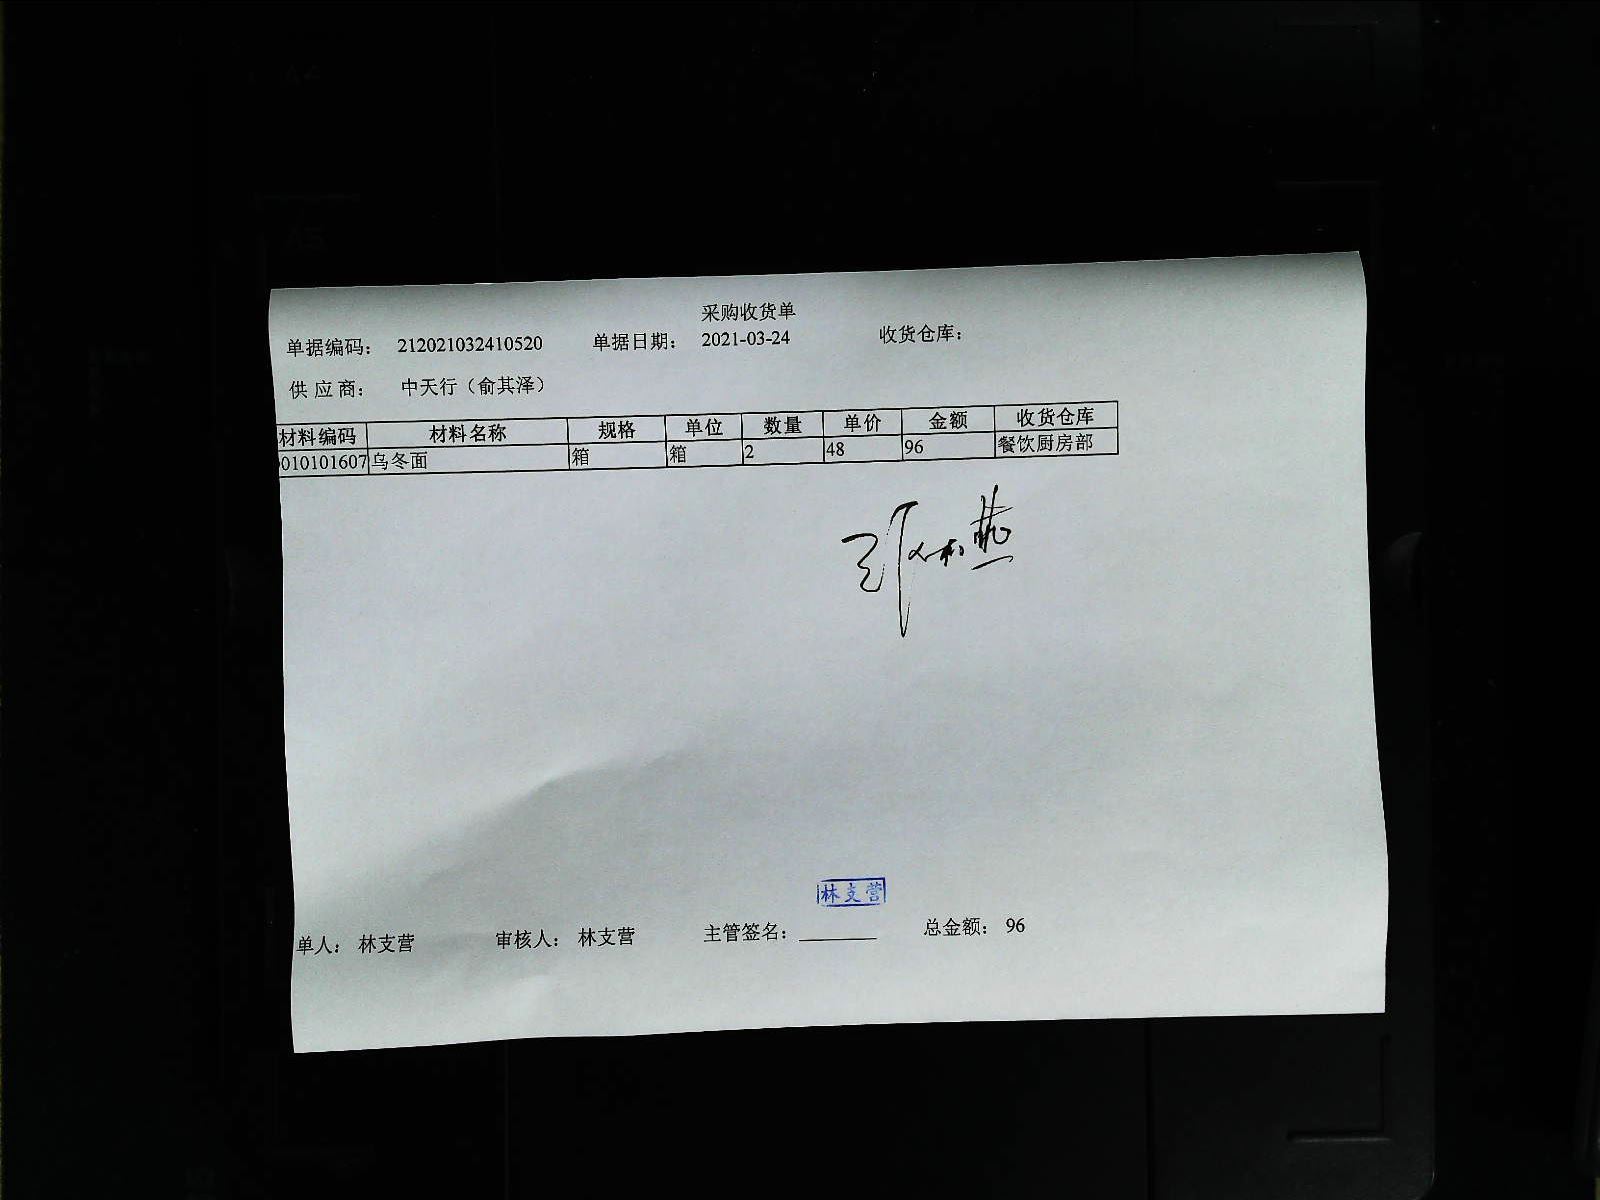 采购收货单
单据编码： 212021032410520 单据日期： 2021-03-24 收货仓库：
供应商： 中天行（俞其泽）
材料编码 材料名称 规格 单位 数量 单价 金额 收货仓库
010101607 乌冬面 箱 箱 2 48 96 餐饮厨房部
林支营
单人： 林支营 审核人： 林支营 主管签名： 总金额： 96